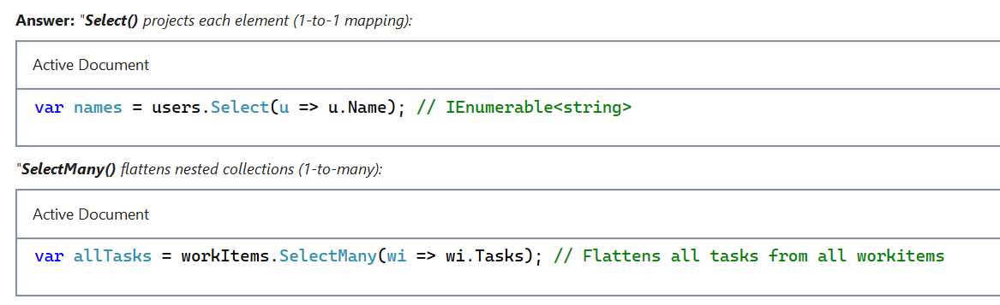 Answer: "Select() projects each element (1-to-1 mapping):
Active Document
var names = users.Select(u => u.Name); // IEnumerable<string>
"SelectMany() flattens nested collections (1-to-many):
Active Document
var allTasks = workItems.SelectMany(wi => wi.Tasks); // Flattens all tasks from all workitems